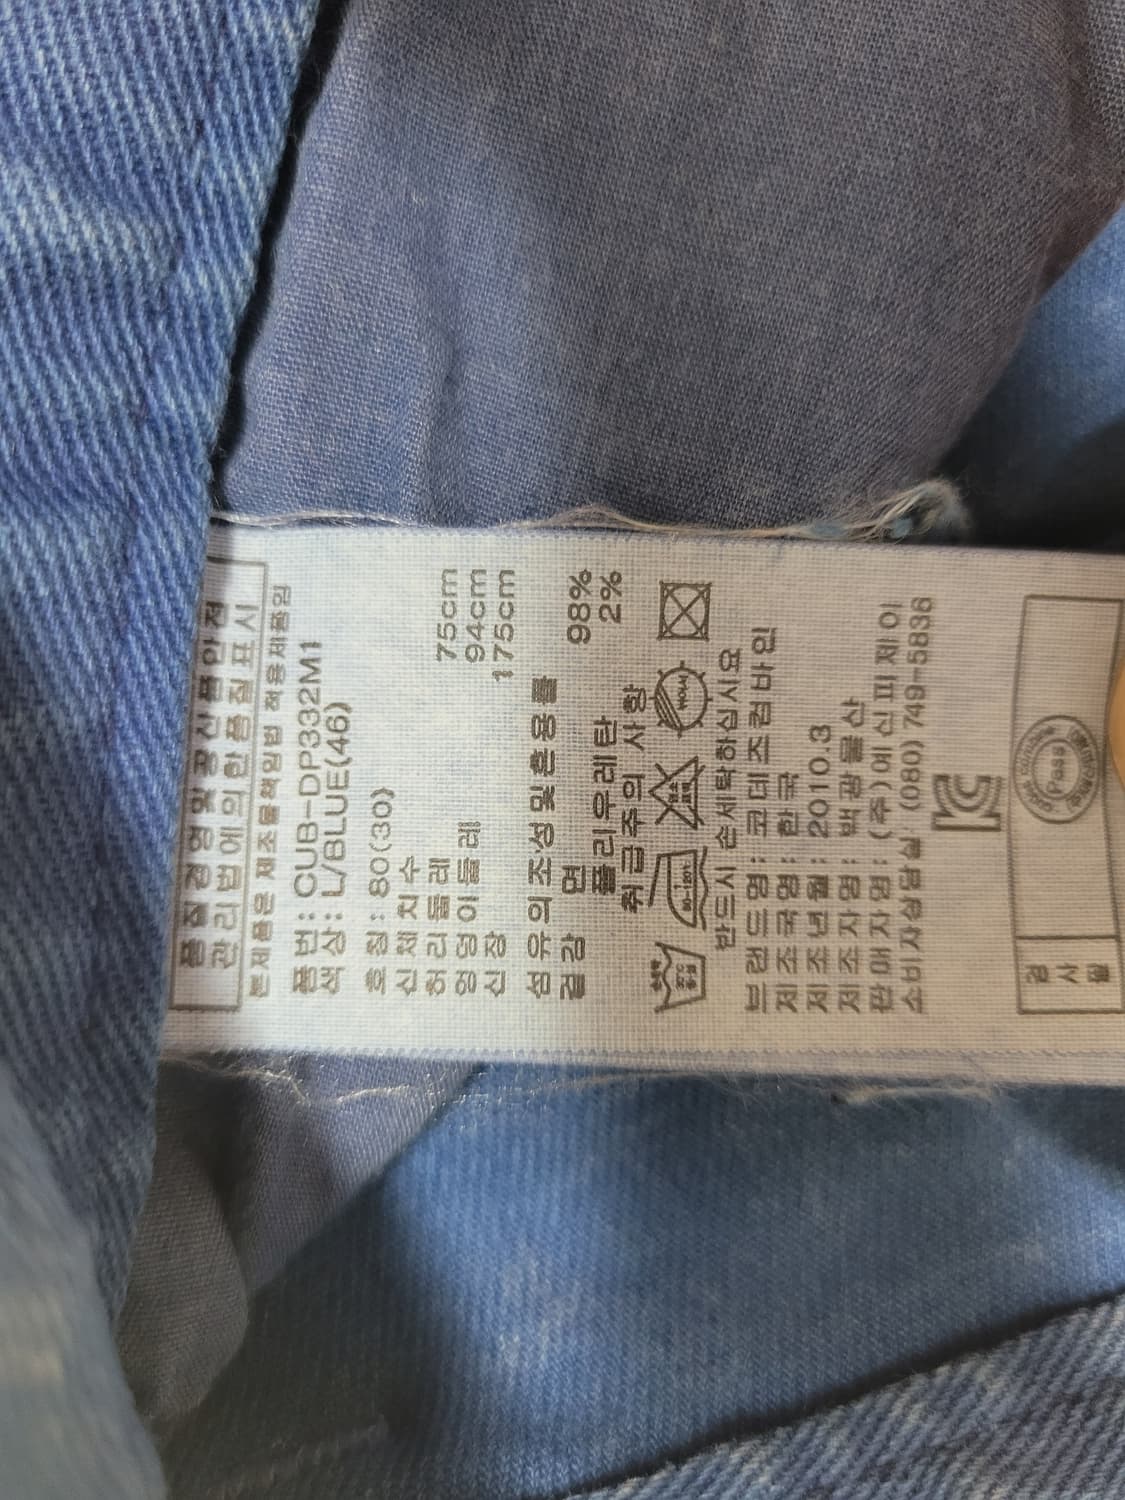 품질경영및공산품안전
관리법에의한품질표시
본제품은 제조물책임법 적용제품임
품번 : CUB-DP332M1
색상 : L/BLUE(46)
호칭 : 80(30)
신체치수
허리둘레 75cm
엉덩이둘레 94cm
신장 175cm
섬유의조성및혼용률
겉감 면 98%
폴리우레탄 2%
취급주의사항
반드시 손세탁하십시요
브랜드명 : 코데즈컴바인
제조국명 : 한국
제조년월 : 2010.3
제조자명 : 백광물산
판매자명 : (주)예신피제이
소비자상담실 (080) 749-5836
Pass